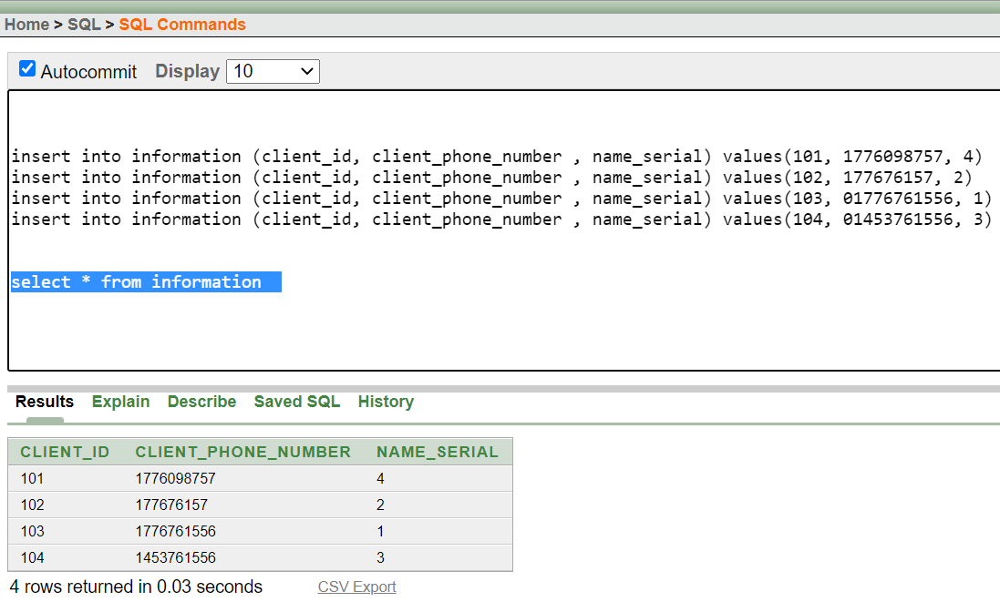 Home > SQL > SQL Commands
Autocommit Display 10
insert into information (client_id, client_phone_number , name_serial) values(101, 1776098757, 4)
insert into information (client_id, client_phone_number , name_serial) values(102, 177676157, 2)
insert into information (client_id, client_phone_number , name_serial) values(103, 01776761556, 1)
insert into information (client_id, client_phone_number , name_serial) values(104, 01453761556, 3)
select * from information
Results Explain Describe Saved SQL History
CLIENT_ID CLIENT_PHONE_NUMBER NAME_SERIAL
101 1776098757 4
102 177676157 2
103 1776761556 1
104 1453761556 3
4 rows returned in 0.03 seconds CSV Export